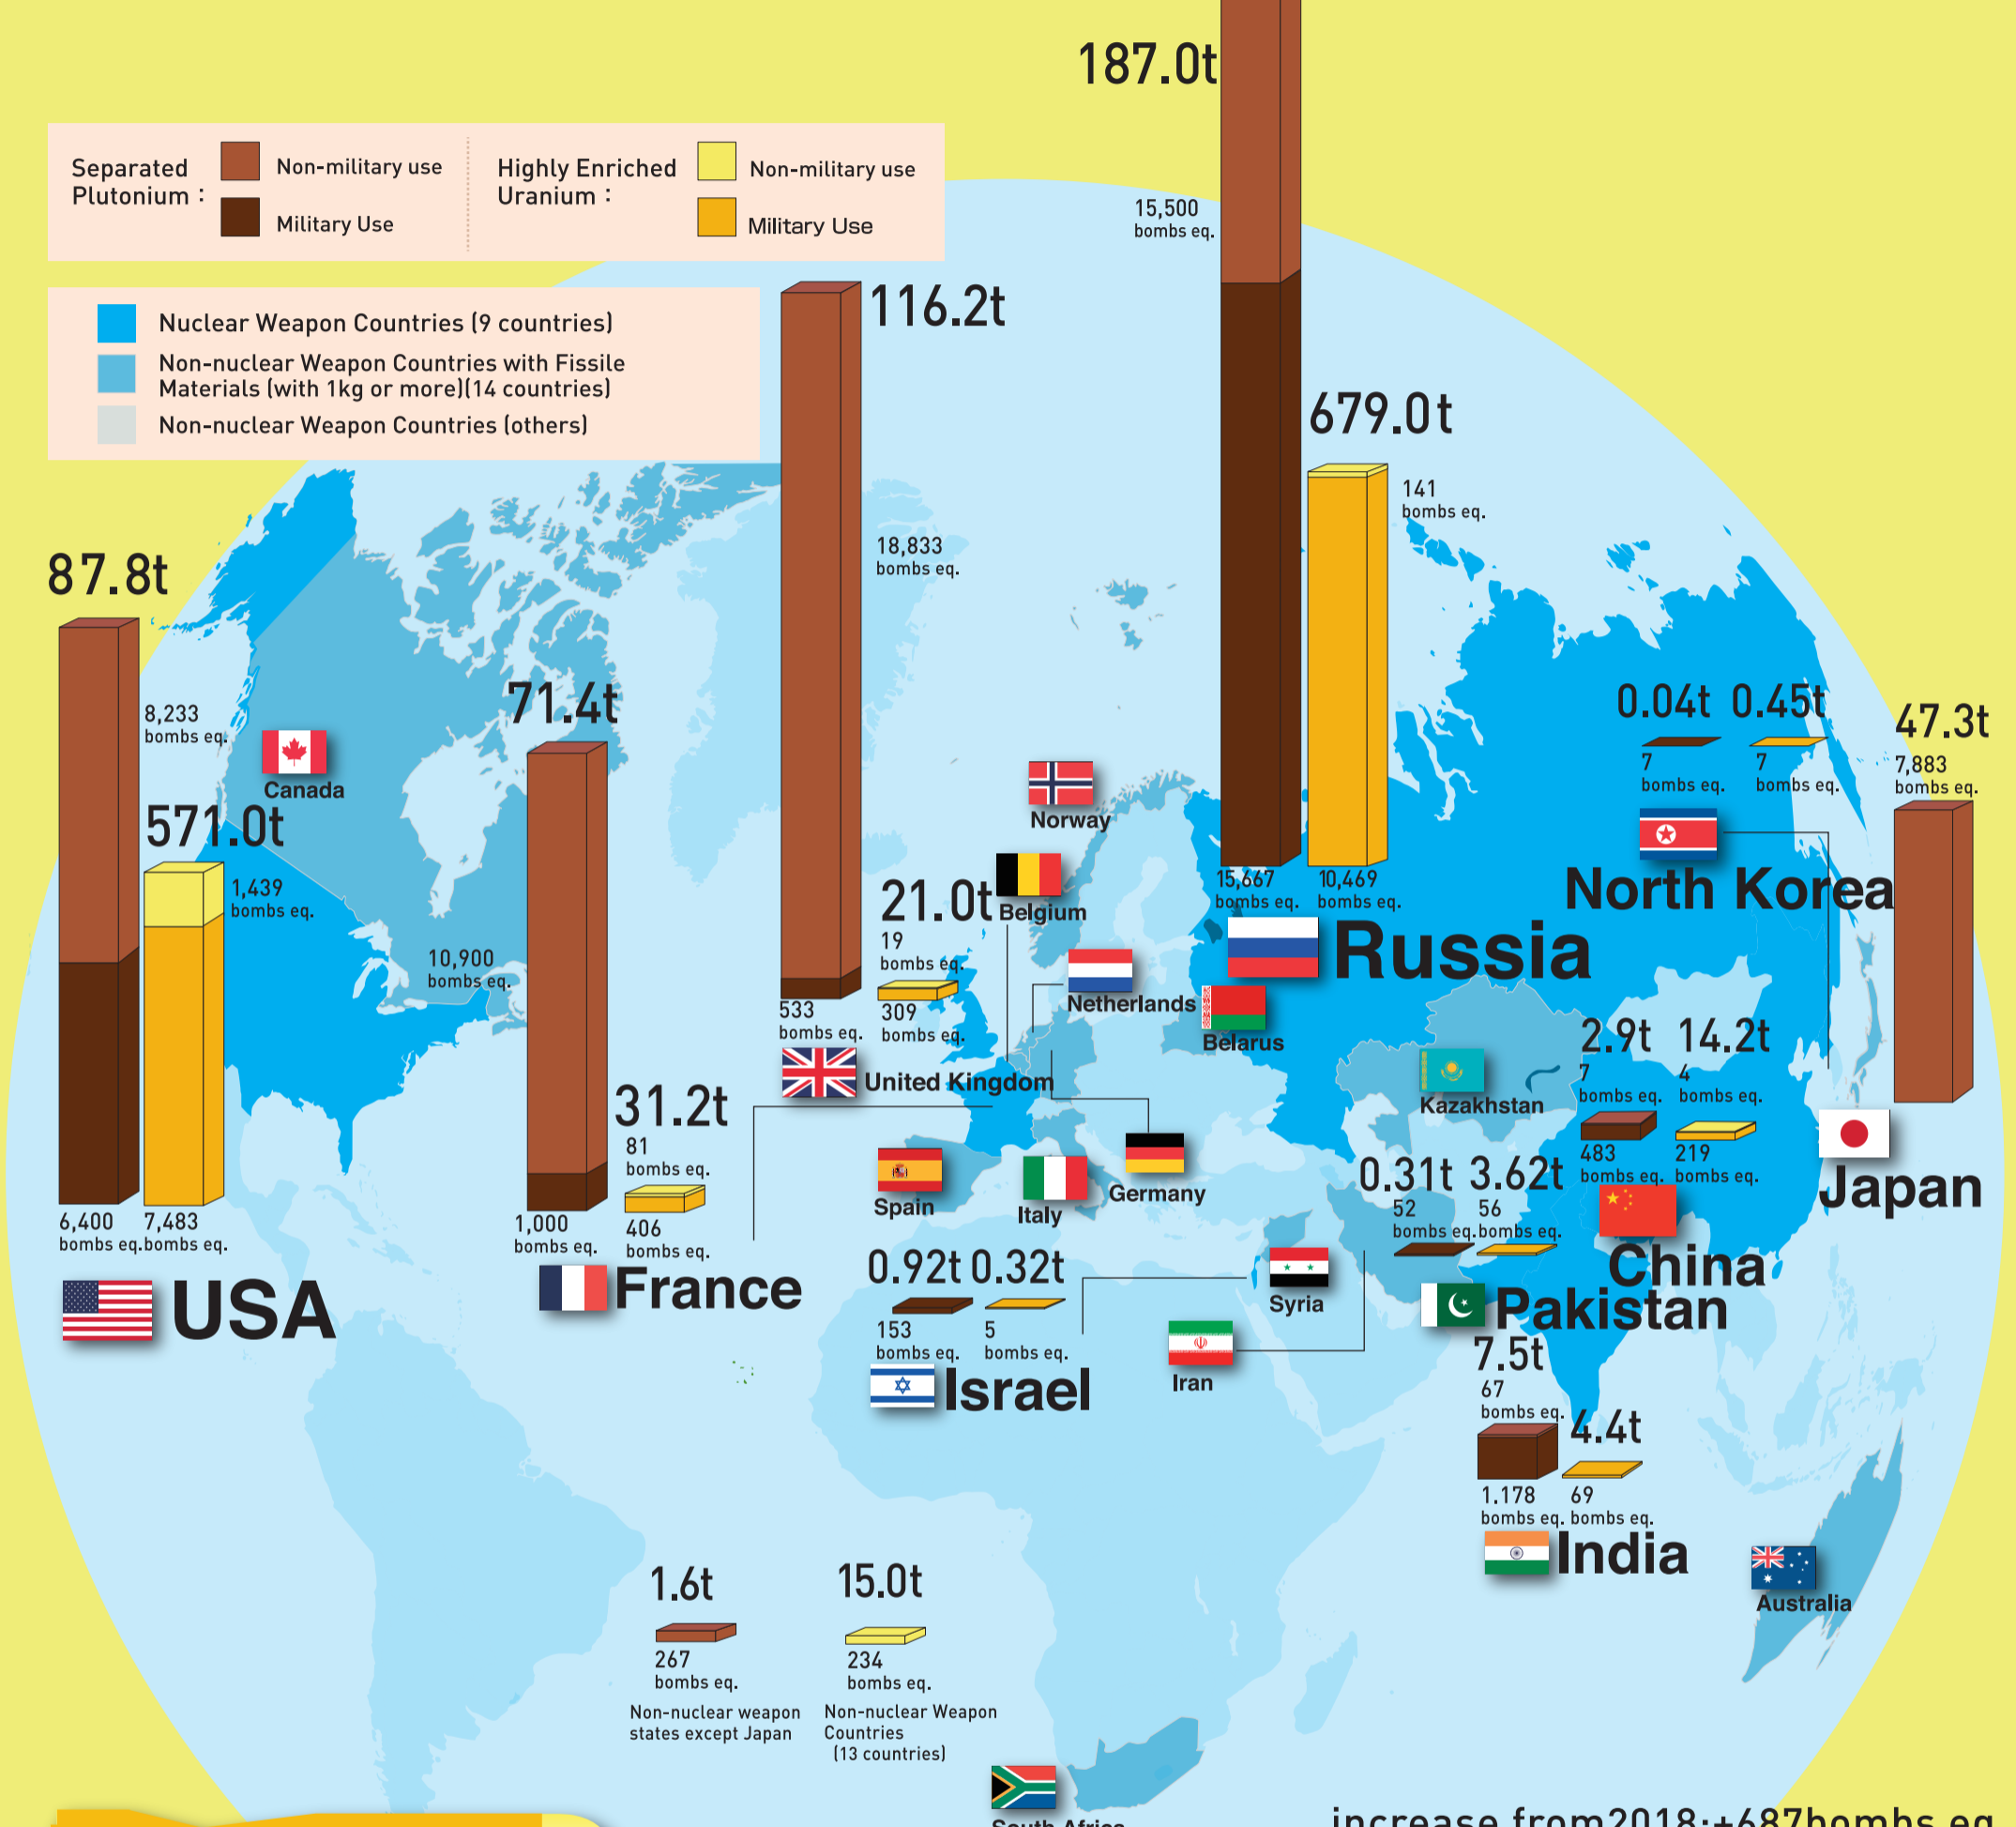 187.0t
Separated
Plutonium :
Non-military use
Military Use
Highly Enriched
Uranium :
Non-military use
Military Use
15,500
bombs eq.
Nuclear Weapon Countries (9 countries)
Non-nuclear Weapon Countries with Fissile
Materials (with 1kg or more)(14 countries)
Non-nuclear Weapon Countries (others)
116.2t
679.0t
141
bombs eq.
18,833
bombs eq.
87.8t
8,233
bombs eq.
Canada
571.0t
1,439
bombs eq.
6,400
bombs eq.
7,483
bombs eq.
USA
71.4t
10,900
bombs eq.
31.2t
81
bombs eq.
1,000
bombs eq.
406
bombs eq.
France
Norway
Belgium
21.0t
19
bombs eq.
533
bombs eq.
309
bombs eq.
United Kingdom
Netherlands
Belarus
15,667
bombs eq.
10,469
bombs eq.
Russia
0.04t
0.45t
7
bombs eq.
7
bombs eq.
North Korea
47.3t
7,883
bombs eq.
Japan
Kazakhstan
2.9t
14.2t
7
bombs eq.
4
bombs eq.
483
bombs eq.
219
bombs eq.
China
Spain
Italy
Germany
0.31t
3.62t
52
bombs eq.
56
bombs eq.
Pakistan
0.92t
0.32t
153
bombs eq.
5
bombs eq.
Israel
Syria
Iran
7.5t
67
bombs eq.
4.4t
1.178
bombs eq.
69
bombs eq.
India
Australia
1.6t
267
bombs eq.
Non-nuclear weapon
states except Japan
15.0t
234
bombs eq.
Non-nuclear Weapon
Countries
(13 countries)
South Africa
increase from2018:+687bombs eq